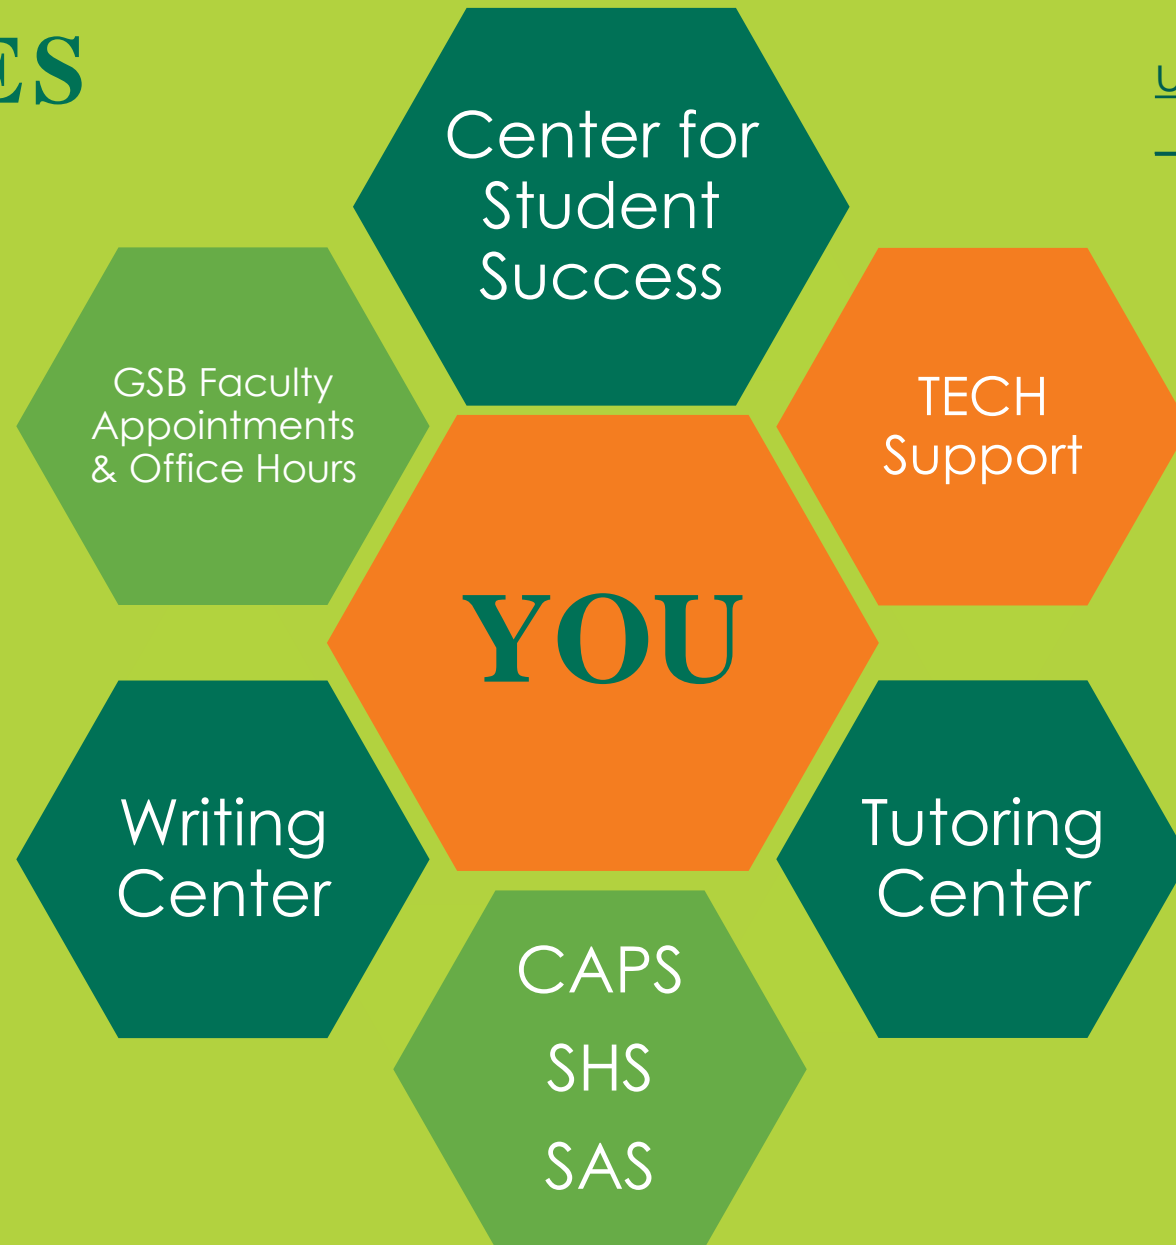 ES
Center for
Student
Success
GSB Faculty
Appointments
& Office Hours
TECH
Support
YOU
Writing
Center
Tutoring
Center
CAPS
SHS
SAS